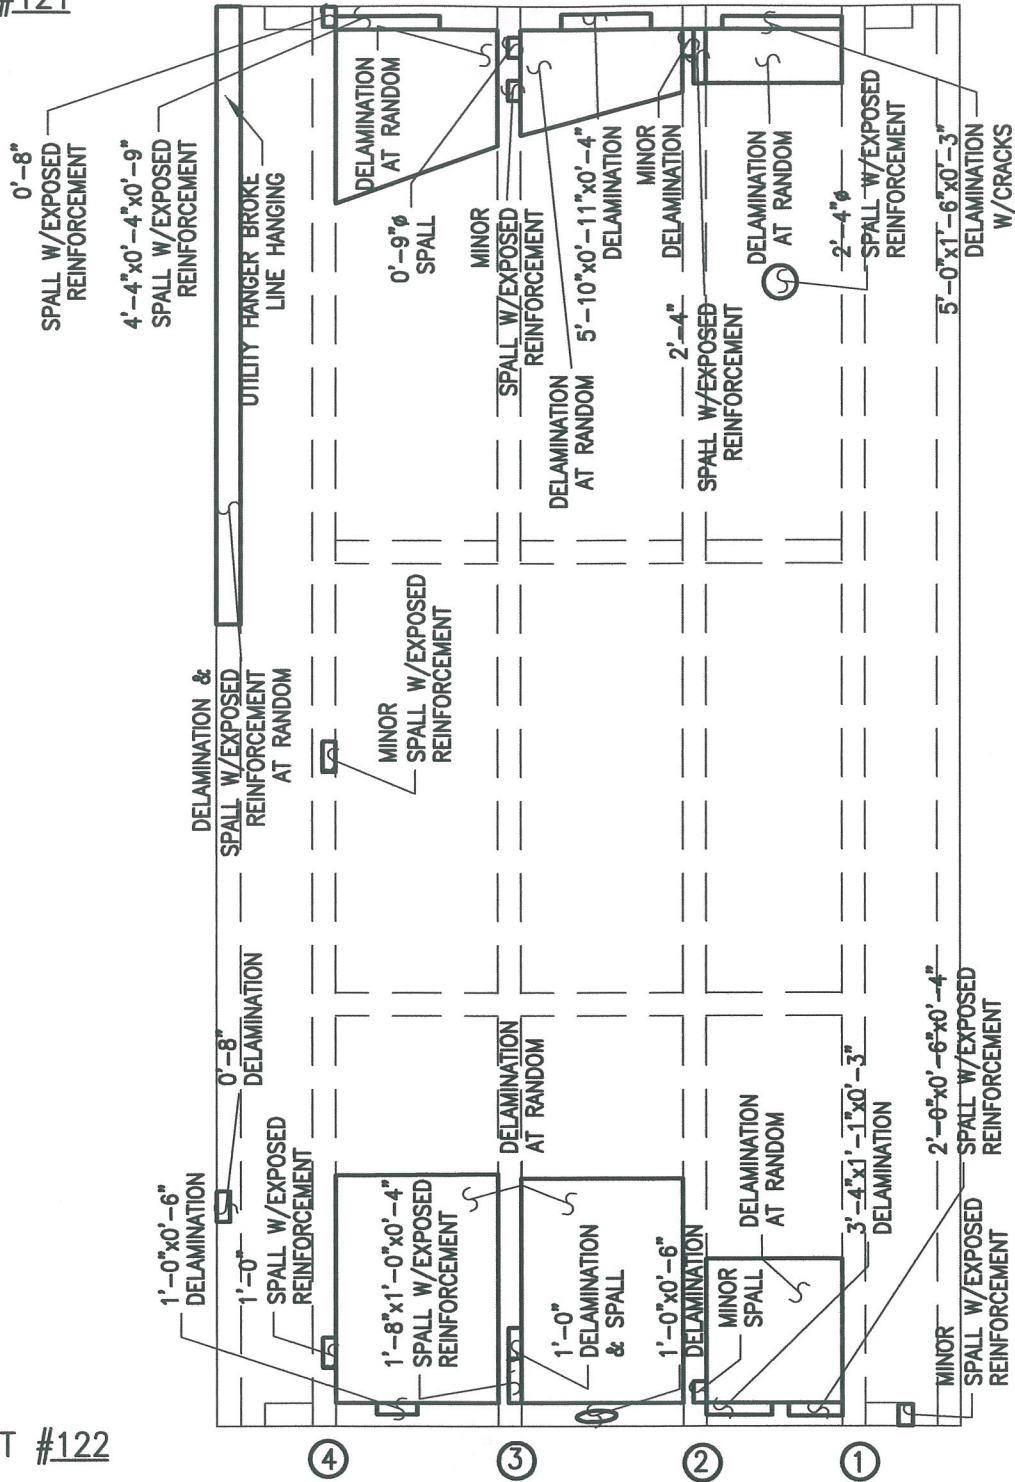 #121
0'-8"
SPALL W/EXPOSED
REINFORCEMENT
4'-4"x0'-4"x0'-9"
SPALL W/EXPOSED
REINFORCEMENT
UTILITY HANGER BROKE
LINE HANGING
DELAMINATION
AT RANDOM
0'-9"ø
SPALL
MINOR
SPALL W/EXPOSED
REINFORCEMENT
DELAMINATION
AT RANDOM
5'-10"x0'-11"x0'-4"
DELAMINATION
MINOR
DELAMINATION
2'-4"
SPALL W/EXPOSED
REINFORCEMENT
DELAMINATION
AT RANDOM
2'-4"ø
SPALL W/EXPOSED
REINFORCEMENT
5'-0"x1'-6"x0'-3"
DELAMINATION
W/CRACKS
DELAMINATION &
SPALL W/EXPOSED
REINFORCEMENT
AT RANDOM
MINOR
SPALL W/EXPOSED
REINFORCEMENT
0'-8"
DELAMINATION
1'-0"x0'-6"
DELAMINATION
1'-0"
SPALL W/EXPOSED
REINFORCEMENT
1'-8"x1'-0"x0'-4"
SPALL W/EXPOSED
REINFORCEMENT
DELAMINATION
AT RANDOM
1'-0"
DELAMINATION
& SPALL
1'-0"x0'-6"
DELAMINATION
MINOR
SPALL
DELAMINATION
AT RANDOM
3'-4"x1'-1"x0'-3"
DELAMINATION
2'-0"x0'-6"x0'-4"
SPALL W/EXPOSED
REINFORCEMENT
MINOR
SPALL W/EXPOSED
REINFORCEMENT
T #122
4
3
2
1